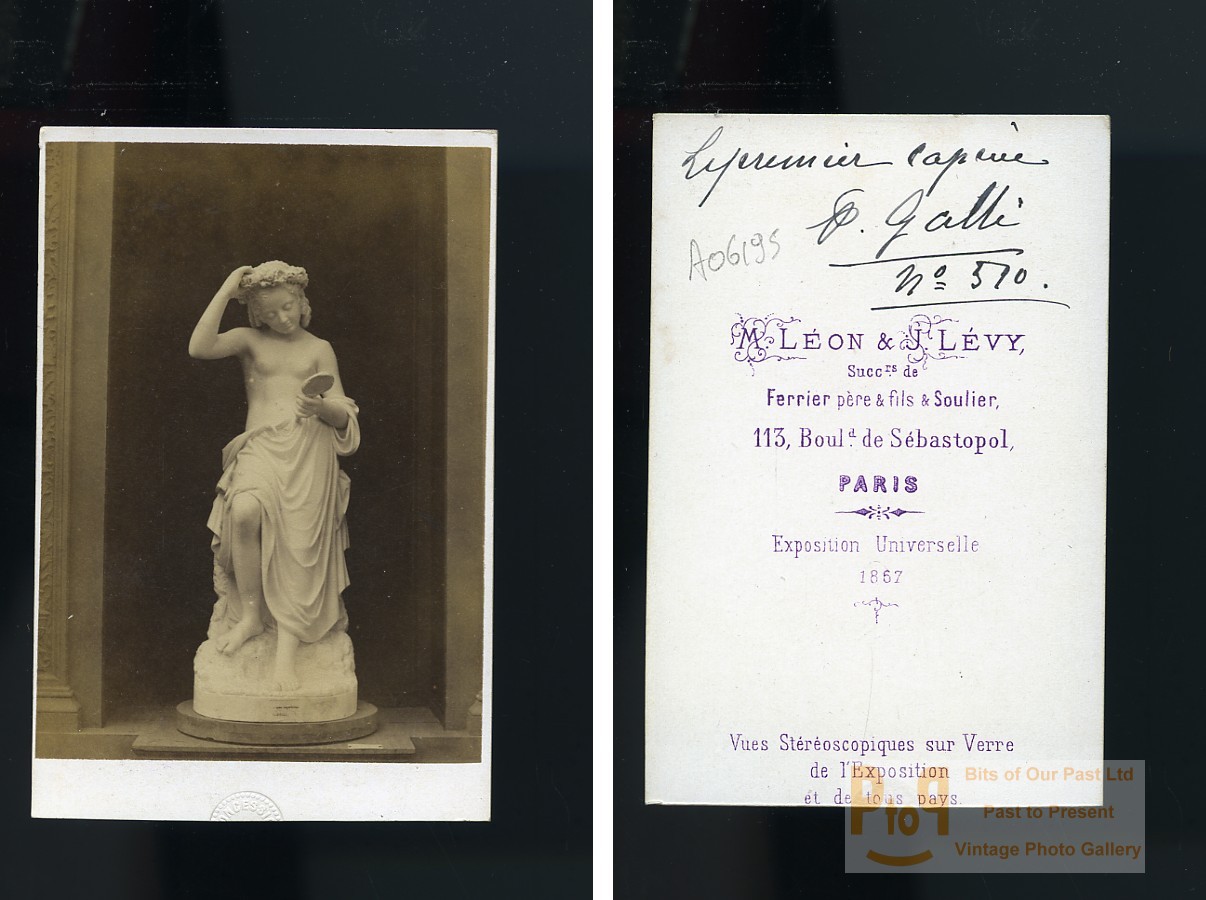 Le premier caprice
P. Galli
No 510.
A06195
M. LÉON & J. LÉVY,
Succrs de
Ferrier père & fils & Soulier,
113, Bould. de Sébastopol,
PARIS
Exposition Universelle
1867
Vues Stéréoscopiques sur Verre
de l'Exposition
et de tous pays.
PtoP
Bits of Our Past Ltd
Past to Present
Vintage Photo Gallery